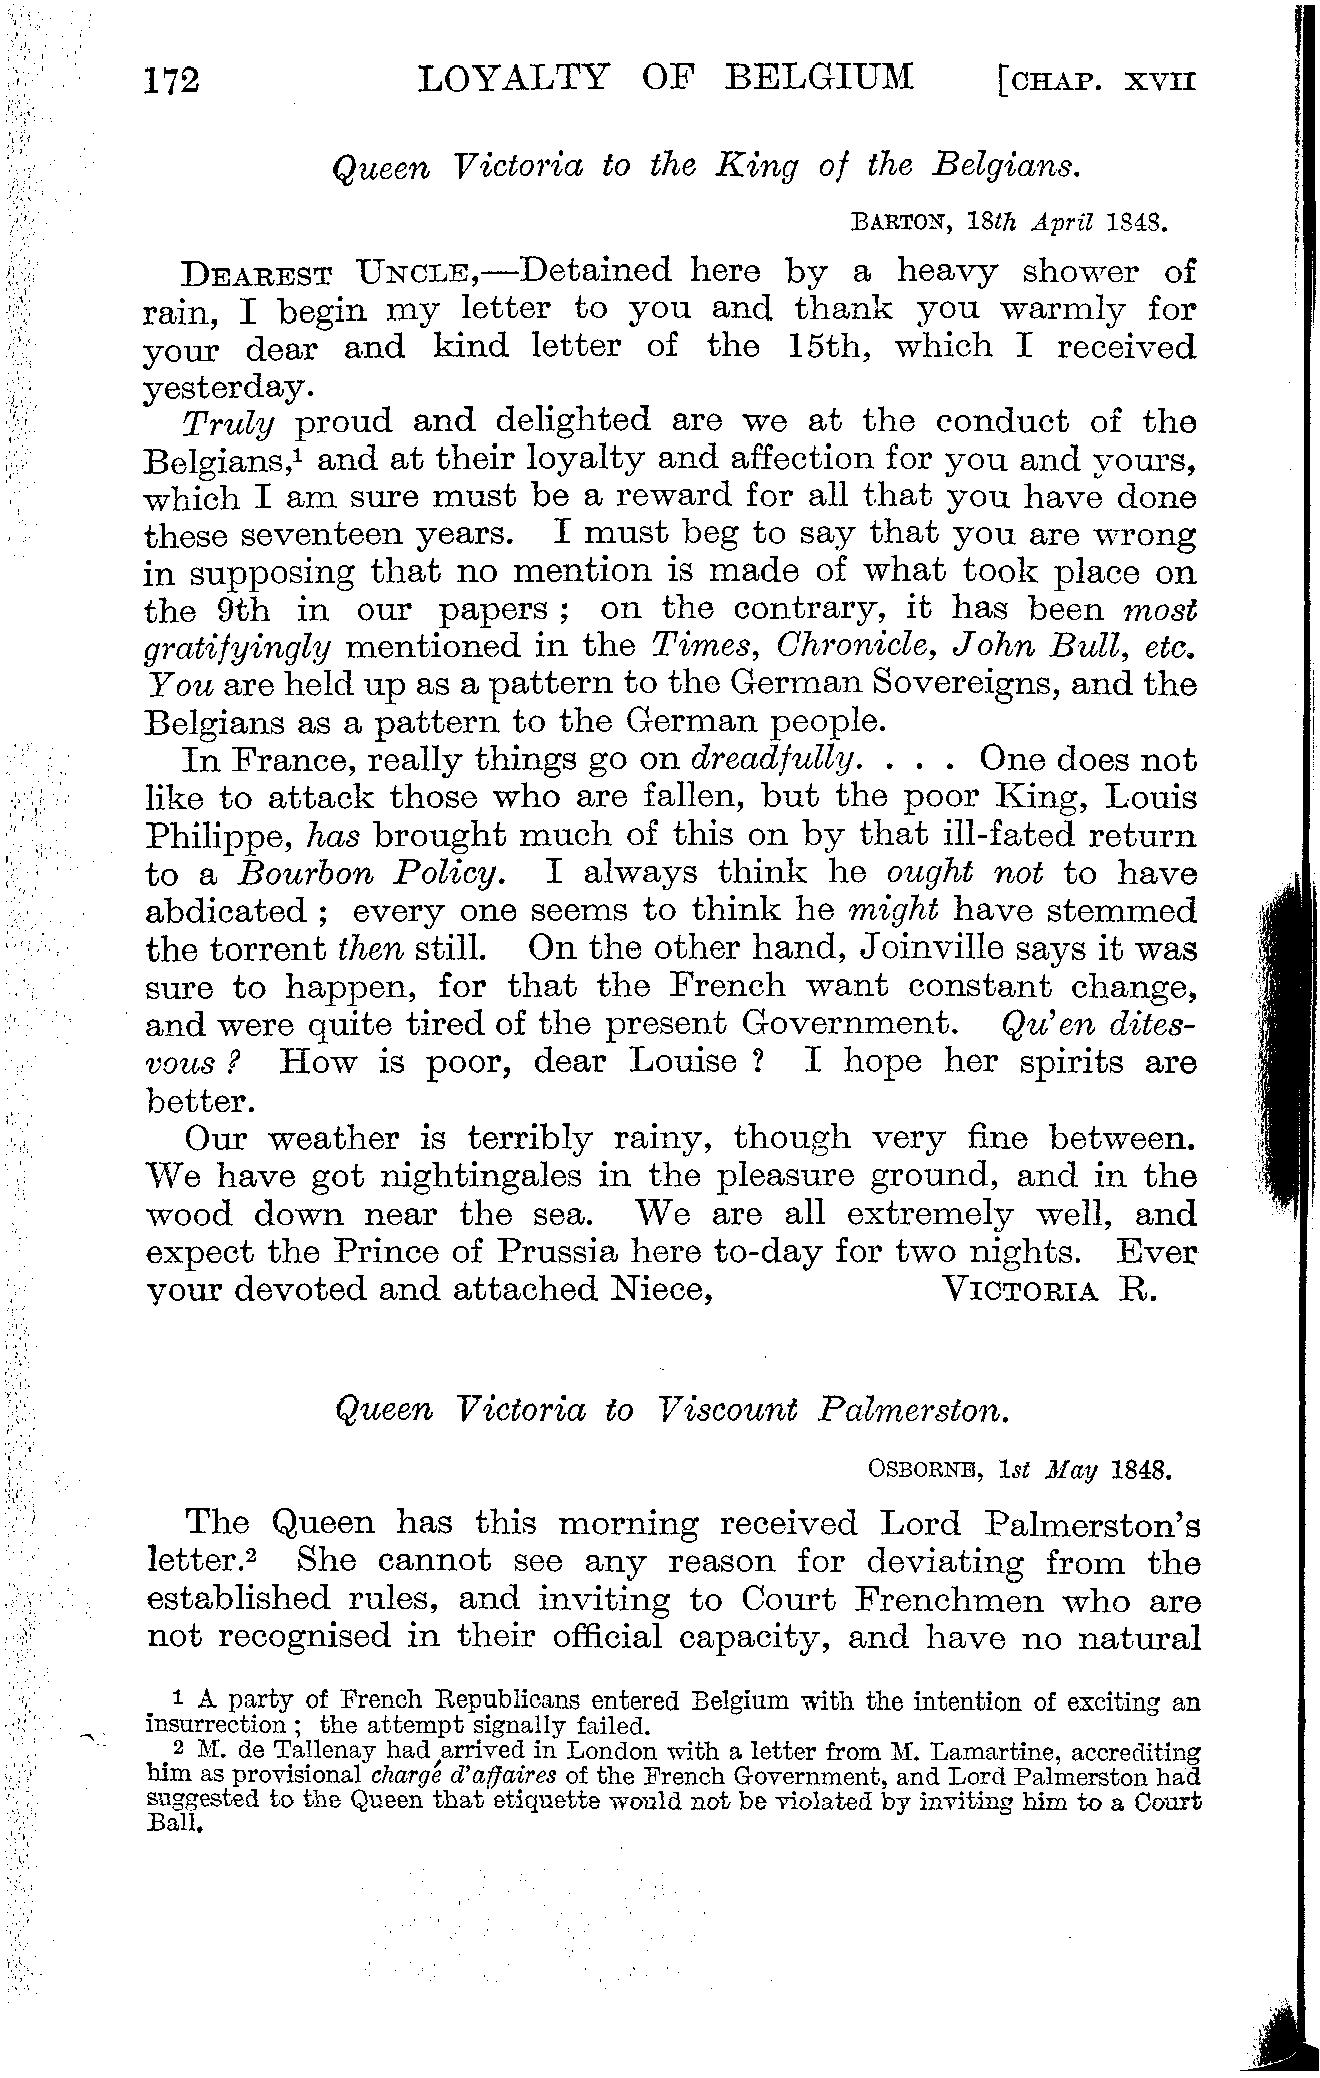 172 LOYALTY OF BELGIUM [CHAP. XVII
Queen Victoria to the King of the Belgians.
BARTON, 18th April 1848.
DEAREST UNCLE,—Detained here by a heavy shower of
rain, I begin my letter to you and thank you warmly for
your dear and kind letter of the 15th, which I received
yesterday.
Truly proud and delighted are we at the conduct of the
Belgians,¹ and at their loyalty and affection for you and yours,
which I am sure must be a reward for all that you have done
these seventeen years. I must beg to say that you are wrong
in supposing that no mention is made of what took place on
the 9th in our papers ; on the contrary, it has been most
gratifyingly mentioned in the Times, Chronicle, John Bull, etc.
You are held up as a pattern to the German Sovereigns, and the
Belgians as a pattern to the German people.
In France, really things go on dreadfully. . . . One does not
like to attack those who are fallen, but the poor King, Louis
Philippe, has brought much of this on by that ill-fated return
to a Bourbon Policy. I always think he ought not to have
abdicated ; every one seems to think he might have stemmed
the torrent then still. On the other hand, Joinville says it was
sure to happen, for that the French want constant change,
and were quite tired of the present Government. Qu'en dites-
vous ? How is poor, dear Louise ? I hope her spirits are
better.
Our weather is terribly rainy, though very fine between.
We have got nightingales in the pleasure ground, and in the
wood down near the sea. We are all extremely well, and
expect the Prince of Prussia here to-day for two nights. Ever
your devoted and attached Niece, VICTORIA R.
Queen Victoria to Viscount Palmerston.
OSBORNE, 1st May 1848.
The Queen has this morning received Lord Palmerston's
letter.² She cannot see any reason for deviating from the
established rules, and inviting to Court Frenchmen who are
not recognised in their official capacity, and have no natural
1 A party of French Republicans entered Belgium with the intention of exciting an
insurrection ; the attempt signally failed.
2 M. de Tallenay had arrived in London with a letter from M. Lamartine, accrediting
him as provisional chargé d'affaires of the French Government, and Lord Palmerston had
suggested to the Queen that etiquette would not be violated by inviting him to a Court
Ball.